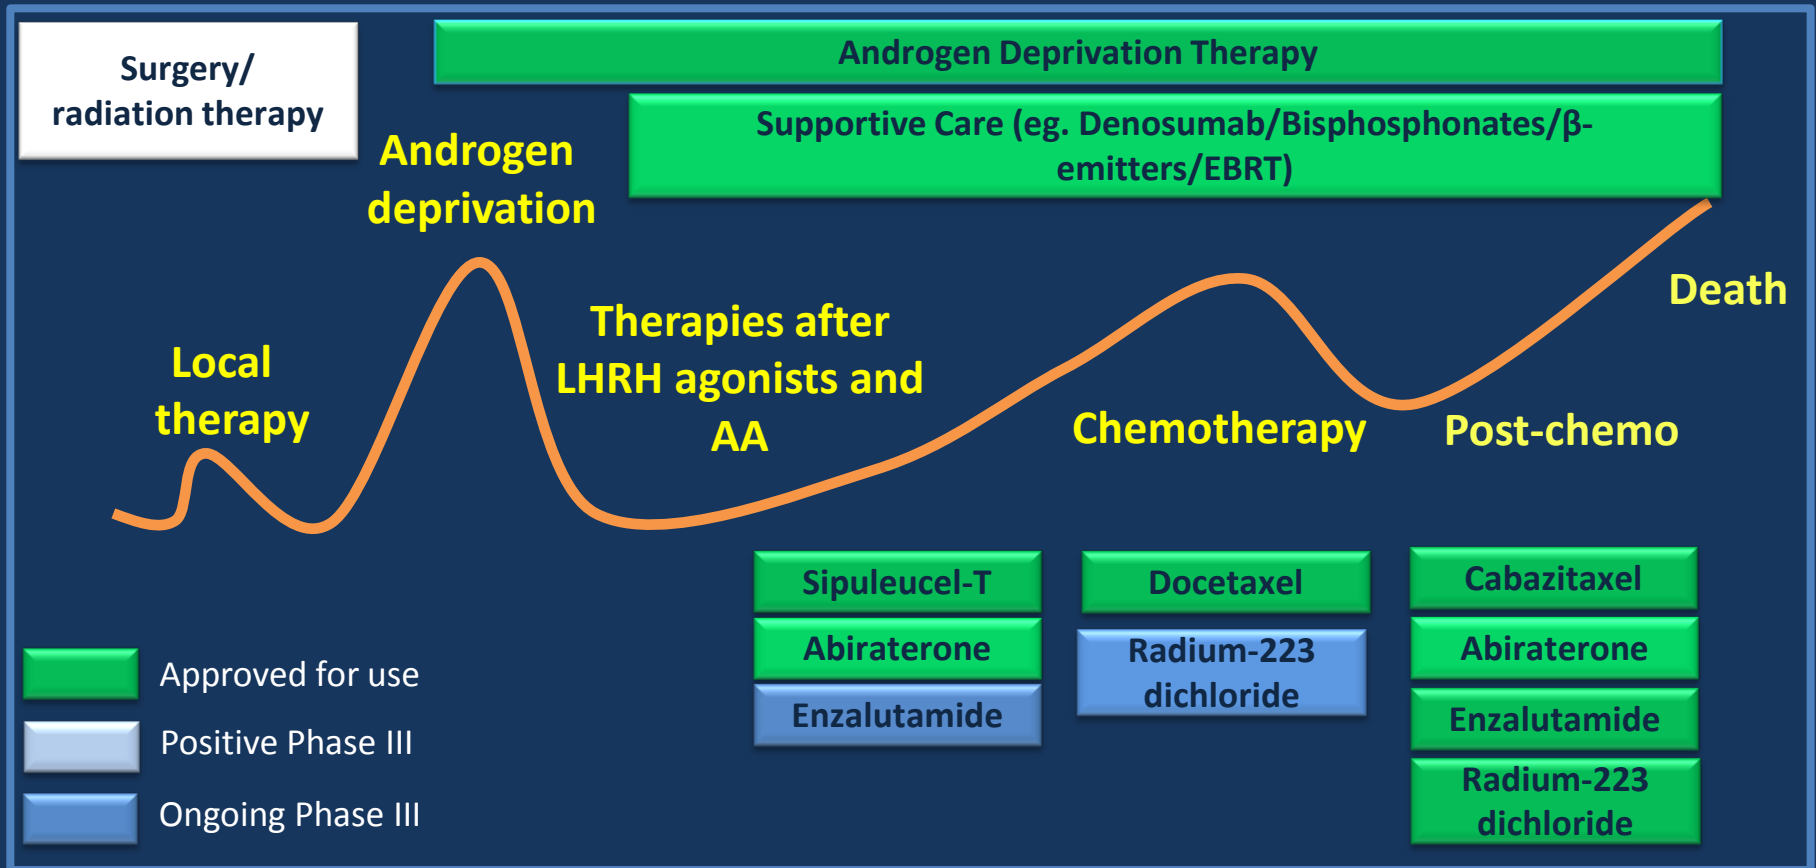 Surgery/
radiation therapy
Androgen Deprivation Therapy
Supportive Care (eg. Denosumab/Bisphosphonates/β-
emitters/EBRT)
Androgen
deprivation
Local
therapy
Therapies after
LHRH agonists and
AA
Chemotherapy
Post-chemo
Death
Sipuleucel-T
Abiraterone
Enzalutamide
Docetaxel
Radium-223
dichloride
Cabazitaxel
Abiraterone
Enzalutamide
Radium-223
dichloride
Approved for use
Positive Phase III
Ongoing Phase III